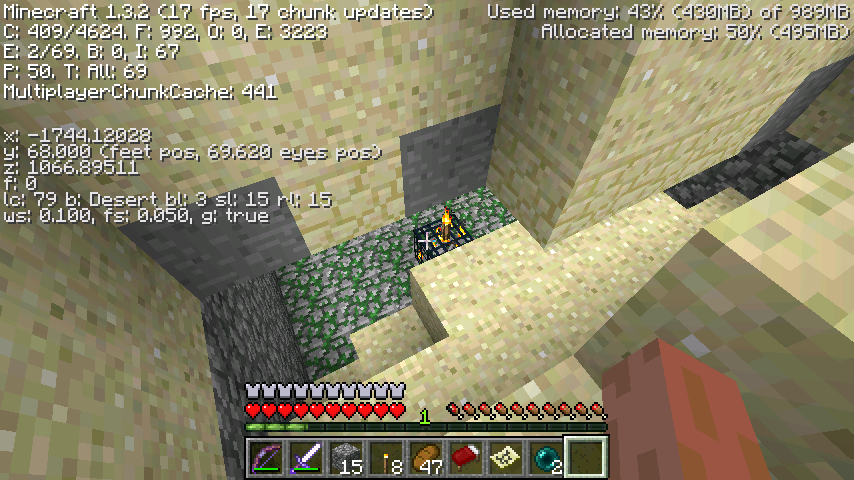 Minecraft 1.3.2 (17 fps, 17 chunk updates)
C: 409/4624. F: 992, O: 0, E: 3223
E: 2/69. B: 0, I: 67
P: 50. T: All: 69
MultiplayerChunkCache: 441
x: -1744.12028
y: 68.000 (feet pos, 69.620 eyes pos)
z: 1066.89511
f: 0
lc: 79 b: Desert bl: 3 sl: 15 rl: 15
ws: 0.100, fs: 0.050, g: true
Used memory: 43% (430MB) of 989MB
Allocated memory: 50% (495MB)
1
15 8 47 2